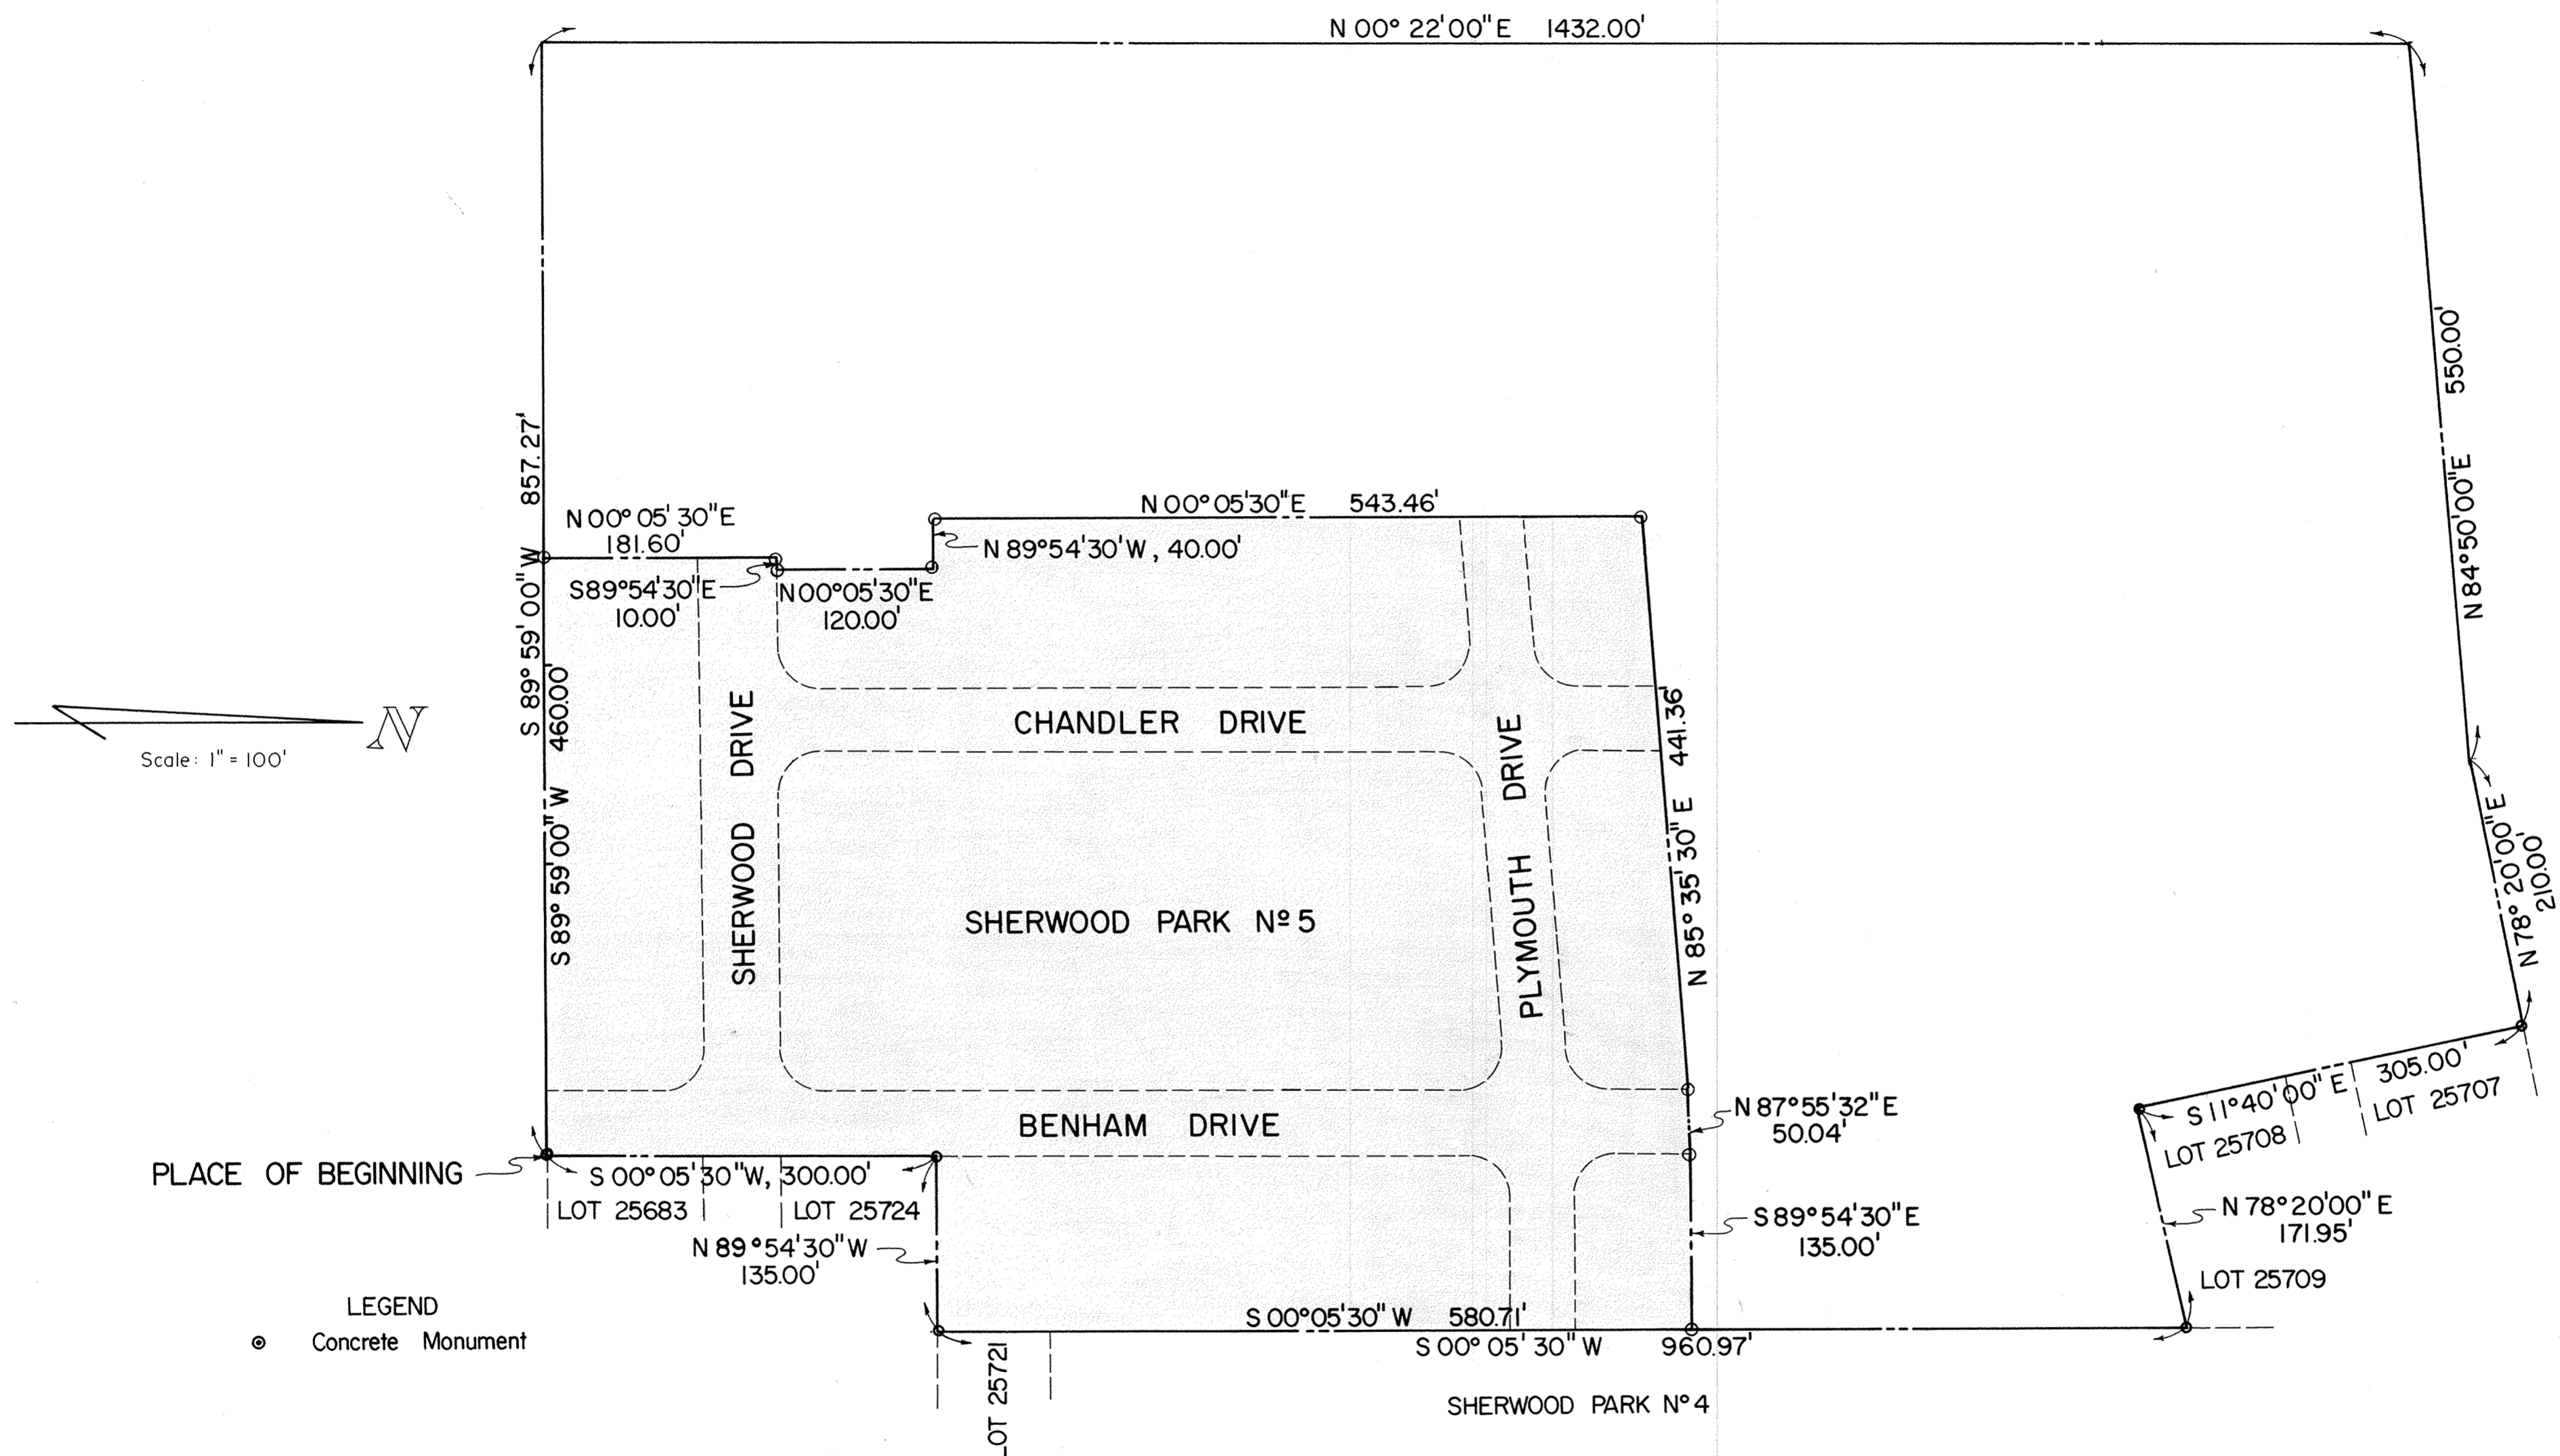 N 00° 22' 00" E 1432.00'
S 89° 59' 00" W 857.27'
N 84° 50' 00" E 550.00'
N 00° 05' 30" E
181.60'
N 00° 05' 30" E 543.46'
N 89° 54' 30' W, 40.00'
S 89° 54' 30" E
10.00'
N 00° 05' 30" E
120.00'
S 89° 59' 00" W 460.00'
N
Scale: 1" = 100'
SHERWOOD DRIVE
CHANDLER DRIVE
PLYMOUTH DRIVE
N 85° 35' 30" E 441.36'
N 78° 20' 00" E
210.00'
SHERWOOD PARK Nº 5
BENHAM DRIVE
N 87° 55' 32" E
50.04'
S 11° 40' 00" E 305.00'
LOT 25707
LOT 25708
PLACE OF BEGINNING
S 00° 05' 30" W, 300.00'
LOT 25683
LOT 25724
N 89° 54' 30" W
135.00'
S 89° 54' 30" E
135.00'
N 78° 20' 00" E
171.95'
LOT 25709
LEGEND
Concrete Monument
S 00° 05' 30" W 580.71'
S 00° 05' 30" W 960.97'
LOT 25721
SHERWOOD PARK Nº 4